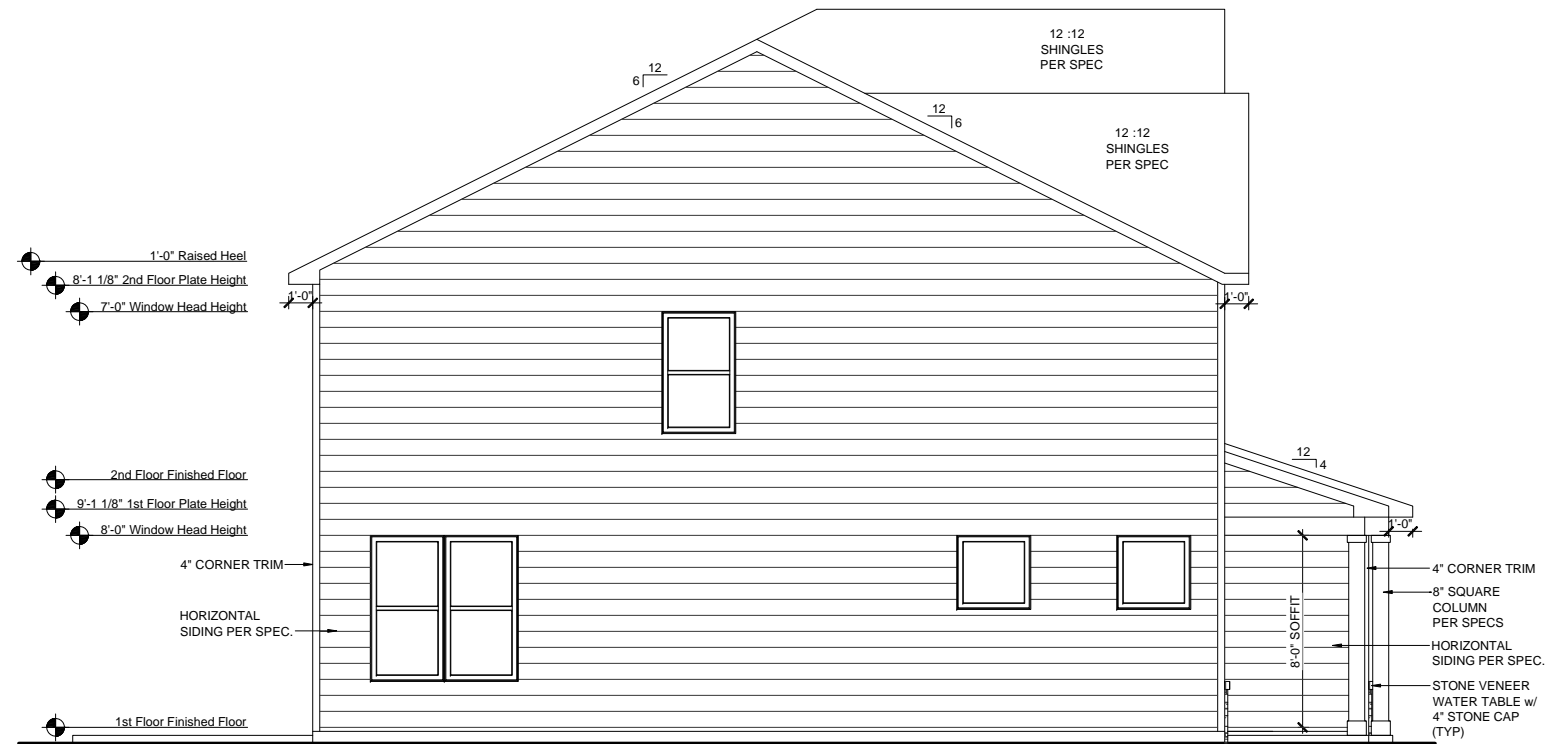 12 :12
SHINGLES
PER SPEC
12
6
12
6
12 :12
SHINGLES
PER SPEC
1'-0" Raised Heel
8'-1 1/8" 2nd Floor Plate Height
7'-0" Window Head Height
1'-0"
1'-0"
12
4
2nd Floor Finished Floor
9'-1 1/8" 1st Floor Plate Height
8'-0" Window Head Height
1'-0"
4" CORNER TRIM
HORIZONTAL
SIDING PER SPEC.
8'-0" SOFFIT
4" CORNER TRIM
8" SQUARE
COLUMN
PER SPECS
HORIZONTAL
SIDING PER SPEC.
STONE VENEER
WATER TABLE w/
4" STONE CAP
(TYP)
1st Floor Finished Floor